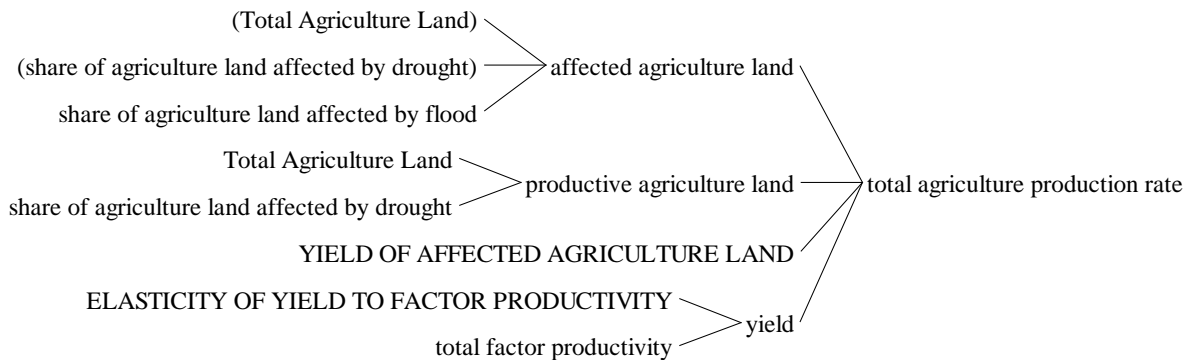 (Total Agriculture Land)
(share of agriculture land affected by drought)
affected agriculture land
share of agriculture land affected by flood
Total Agriculture Land
productive agriculture land
total agriculture production rate
share of agriculture land affected by drought
YIELD OF AFFECTED AGRICULTURE LAND
ELASTICITY OF YIELD TO FACTOR PRODUCTIVITY
yield
total factor productivity